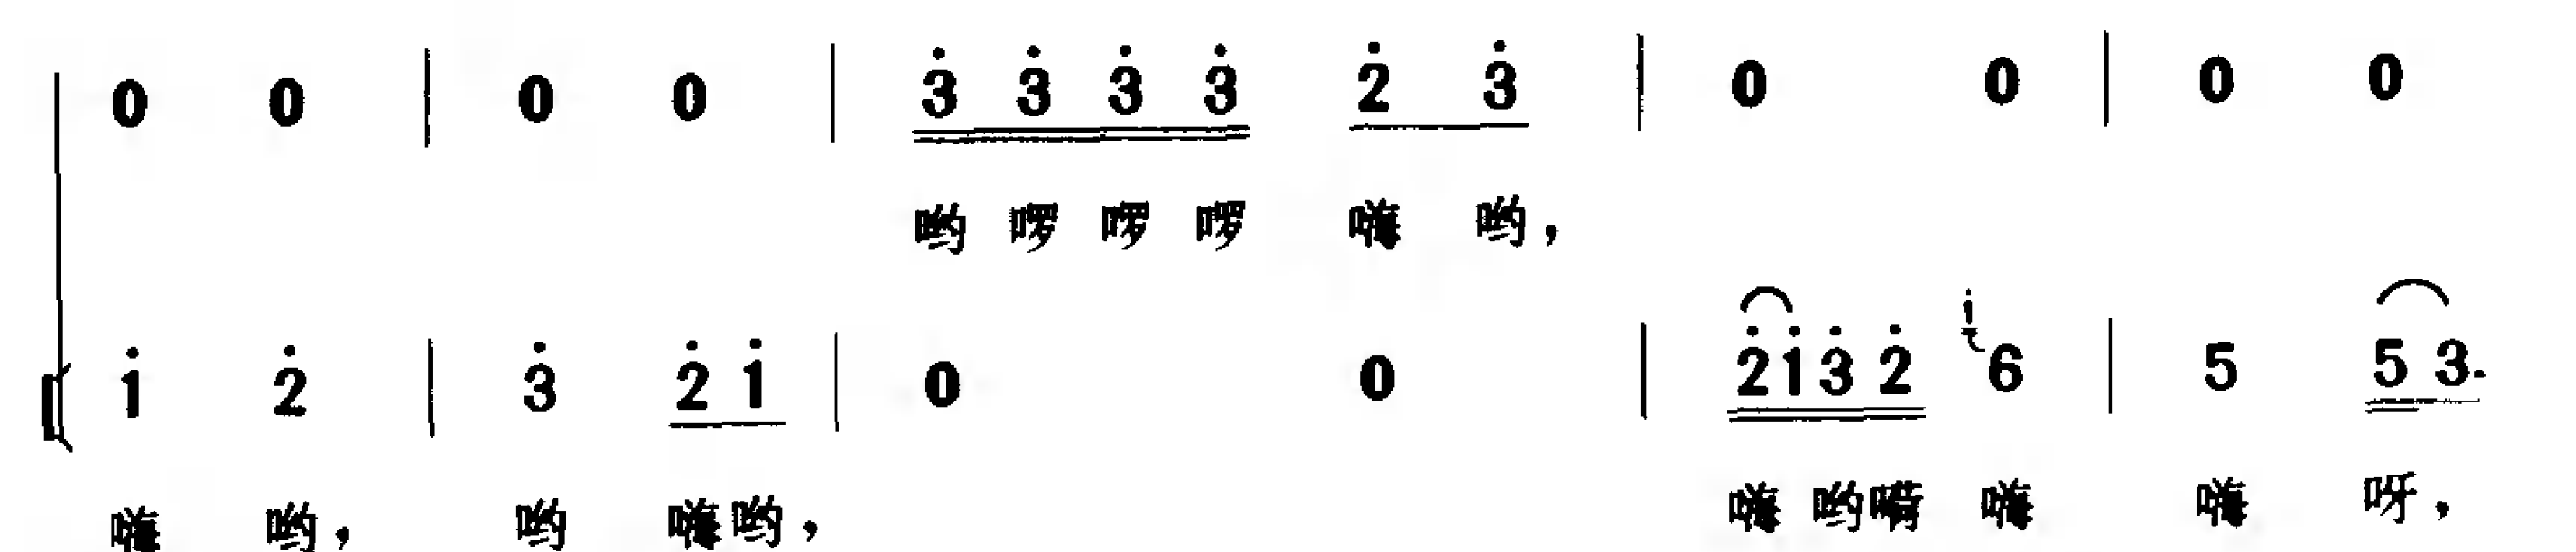 0 0 | 0 0 | 3̇ 3̇ 3̇ 3̇ 2̇ 3̇ | 0 0 | 0 0
哟 啰 啰 啰 嗨 哟，
1̇ 2̇ | 3̇ 2̇ 1̇ | 0 0 | 2̇ 1̇ 3̇ 2̇ 1̇ 6 | 5 5 3.
嗨 哟， 哟 嗨 哟， 嗨 哟 嗨 嗨 呀，